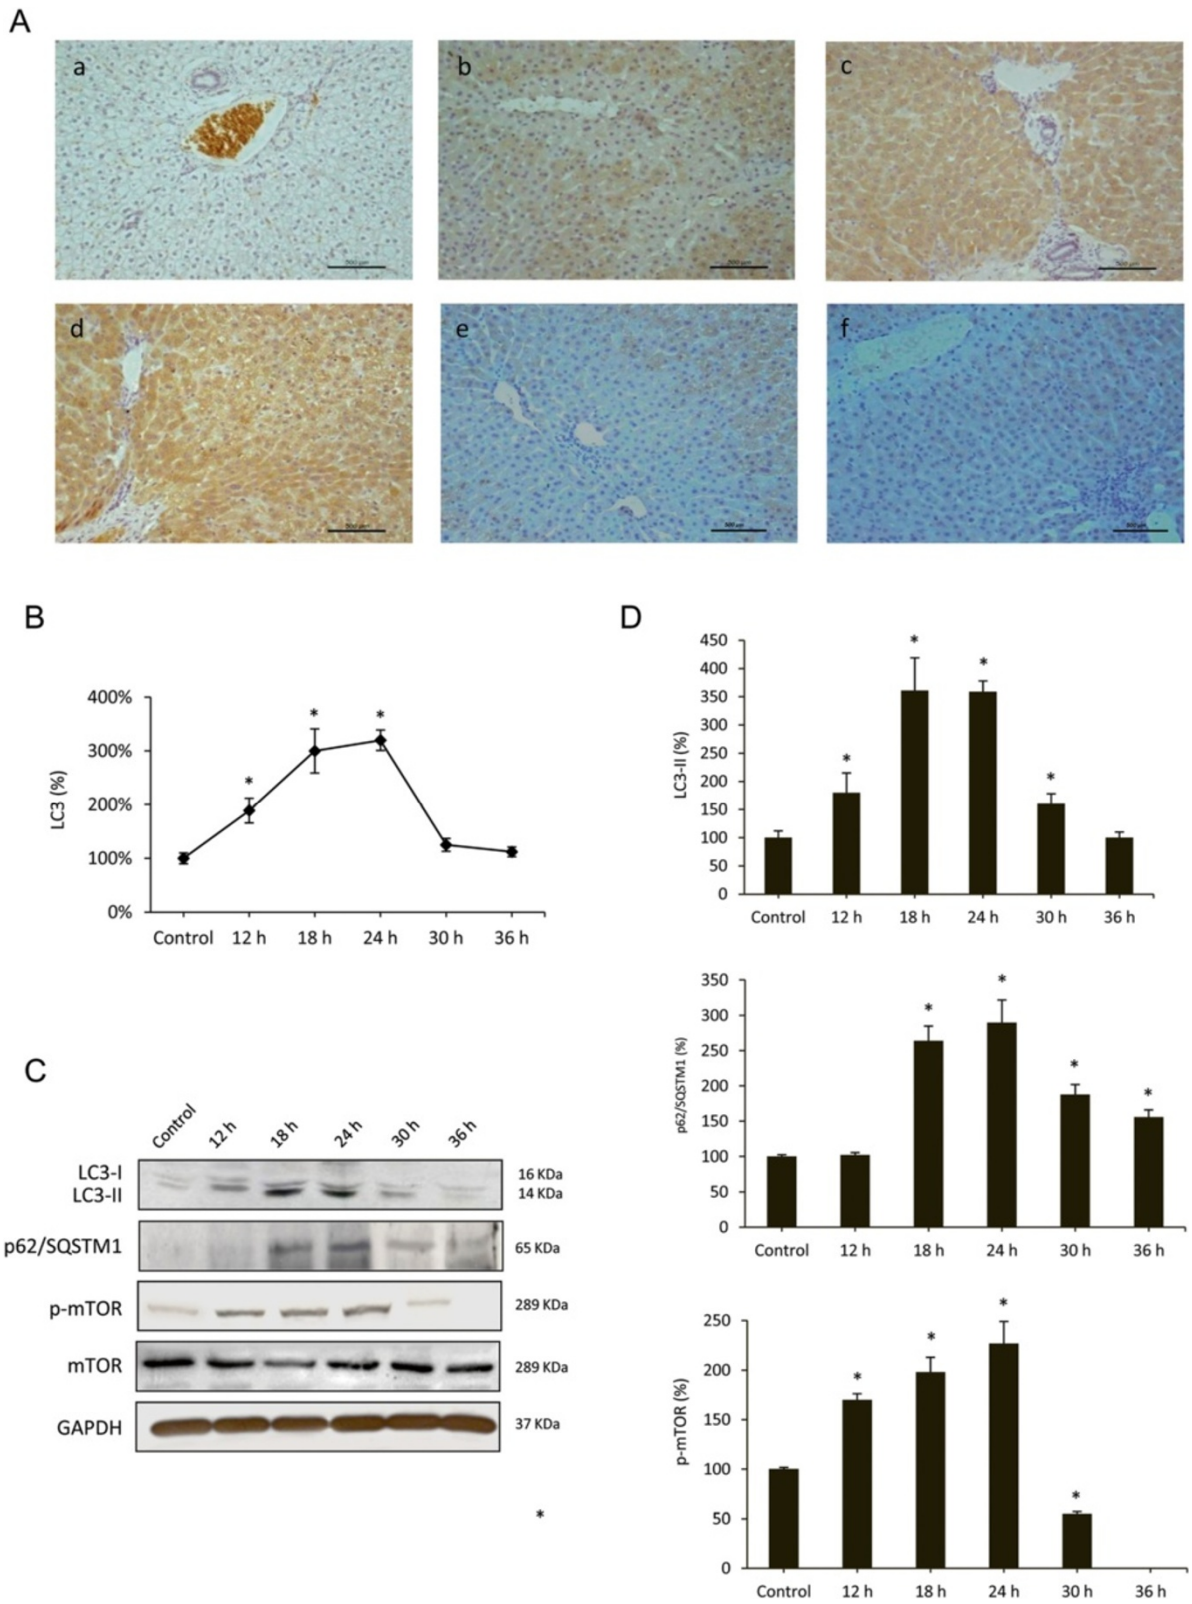 A
a
b
c
d
e
f
B
400%
300%
200%
100%
0%
LC3 (%)
Control 12 h 18 h 24 h 30 h 36 h
*
*
*
C
Control 12 h 18 h 24 h 30 h 36 h
LC3-I 16 KDa
LC3-II 14 KDa
p62/SQSTM1 65 KDa
p-mTOR 289 KDa
mTOR 289 KDa
GAPDH 37 KDa
*
D
450
400
350
300
250
200
150
100
50
0
LC3-II (%)
*
*
*
*
Control 12 h 18 h 24 h 30 h 36 h
350
300
250
200
150
100
50
0
p62/SQSTM1 (%)
*
*
*
*
Control 12 h 18 h 24 h 30 h 36 h
250
200
150
100
50
0
p-mTOR (%)
*
*
*
*
Control 12 h 18 h 24 h 30 h 36 h